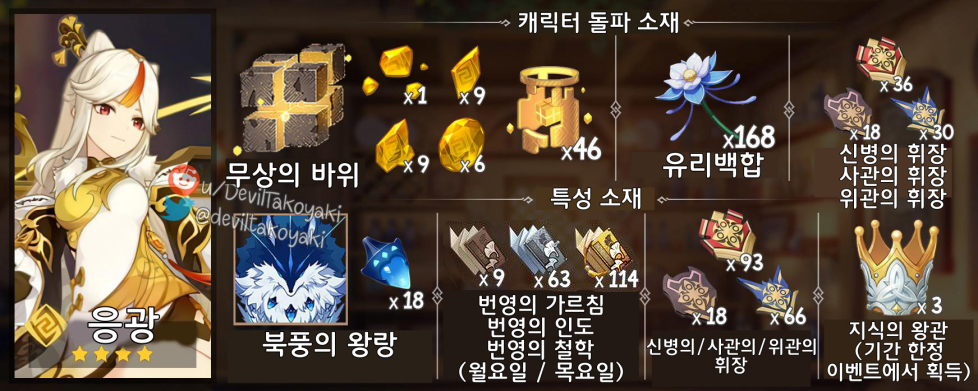 캐릭터 돌파 소재
x1
x9
x9
x6
x46
x168
x36
x18
x30
무상의 바위
유리백합
신병의 휘장
사관의 휘장
위관의 휘장
u/DevilTakoyaki
@deviltakoyaki
응광
특성 소재
x18
북풍의 왕랑
x9
x63
x114
번영의 가르침
번영의 인도
번영의 철학
(월요일 / 목요일)
x93
x18
x66
신병의/사관의/위관의
휘장
x3
지식의 왕관
(기간 한정
이벤트에서 획득)